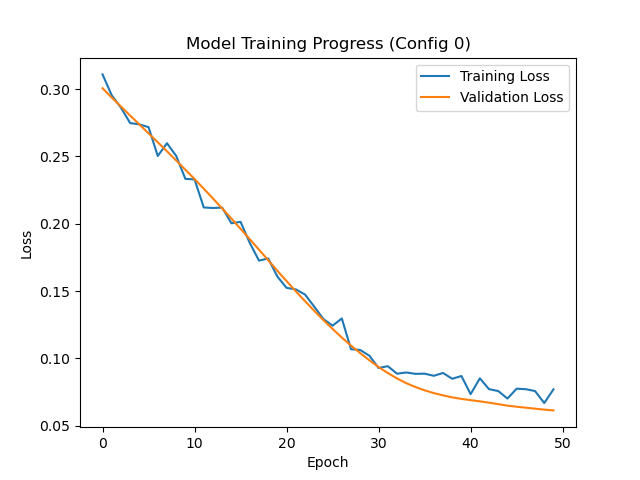 Model Training Progress (Config 0)
Training Loss
Validation Loss
0.30
0.25
0.20
0.15
0.10
0.05
Loss
0 10 20 30 40 50
Epoch